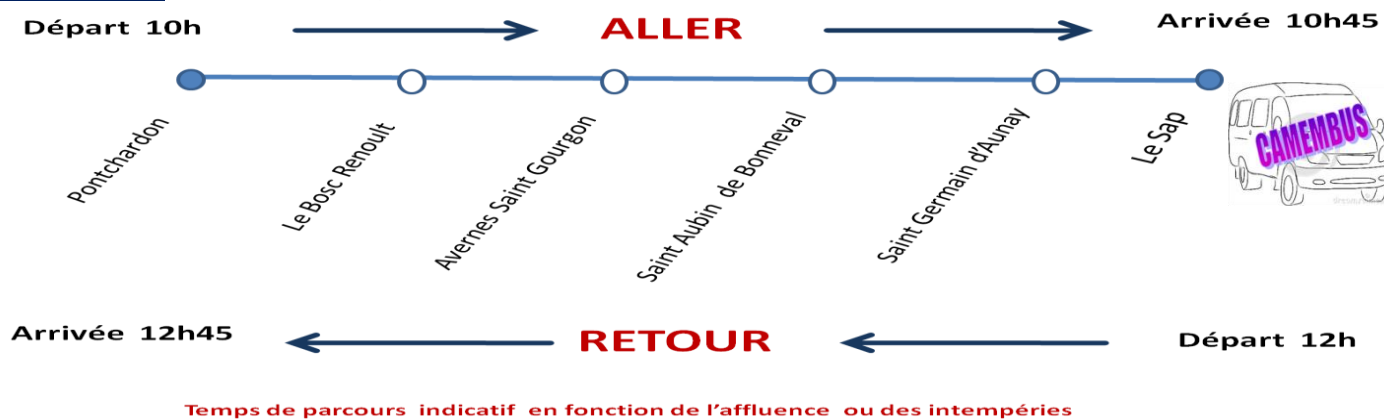 Départ 10h
ALLER
Arrivée 10h45
Pontchardon
Le Bosc Renoult
Avernes Saint Gourgon
Saint Aubin de Bonneval
Saint Germain d'Aunay
Le Sap
CAMEMBUS
Arrivée 12h45
RETOUR
Départ 12h
Temps de parcours indicatif en fonction de l'affluence ou des intempéries